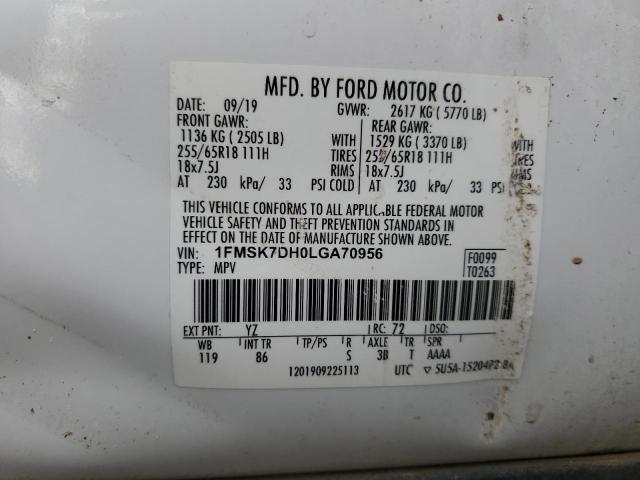 MFD. BY FORD MOTOR CO.
DATE: 09/19 GVWR: 2617 KG ( 5770 LB)
FRONT GAWR: REAR GAWR:
1136 KG ( 2505 LB) WITH 1529 KG ( 3370 LB) WITH
255/65R18 111H TIRES 255/65R18 111H TIRES
18x7.5J RIMS 18x7.5J RIMS
AT 230 kPa/ 33 PSI COLD AT 230 kPa/ 33 PSI
THIS VEHICLE CONFORMS TO ALL APPLICABLE FEDERAL MOTOR
VEHICLE SAFETY AND THEFT PREVENTION STANDARDS IN
EFFECT ON THE DATE OF MANUFACTURE SHOWN ABOVE.
VIN: 1FMSK7DH0LGA70956 F0099
TYPE: MPV T0263
EXT PNT: YZ RC: 72 DSO:
WB INT TR TP/PS R AXLE TR SPR
119 86 S 3B T AAAA
1201909225113 UTC ▽ 5U5A-1520472